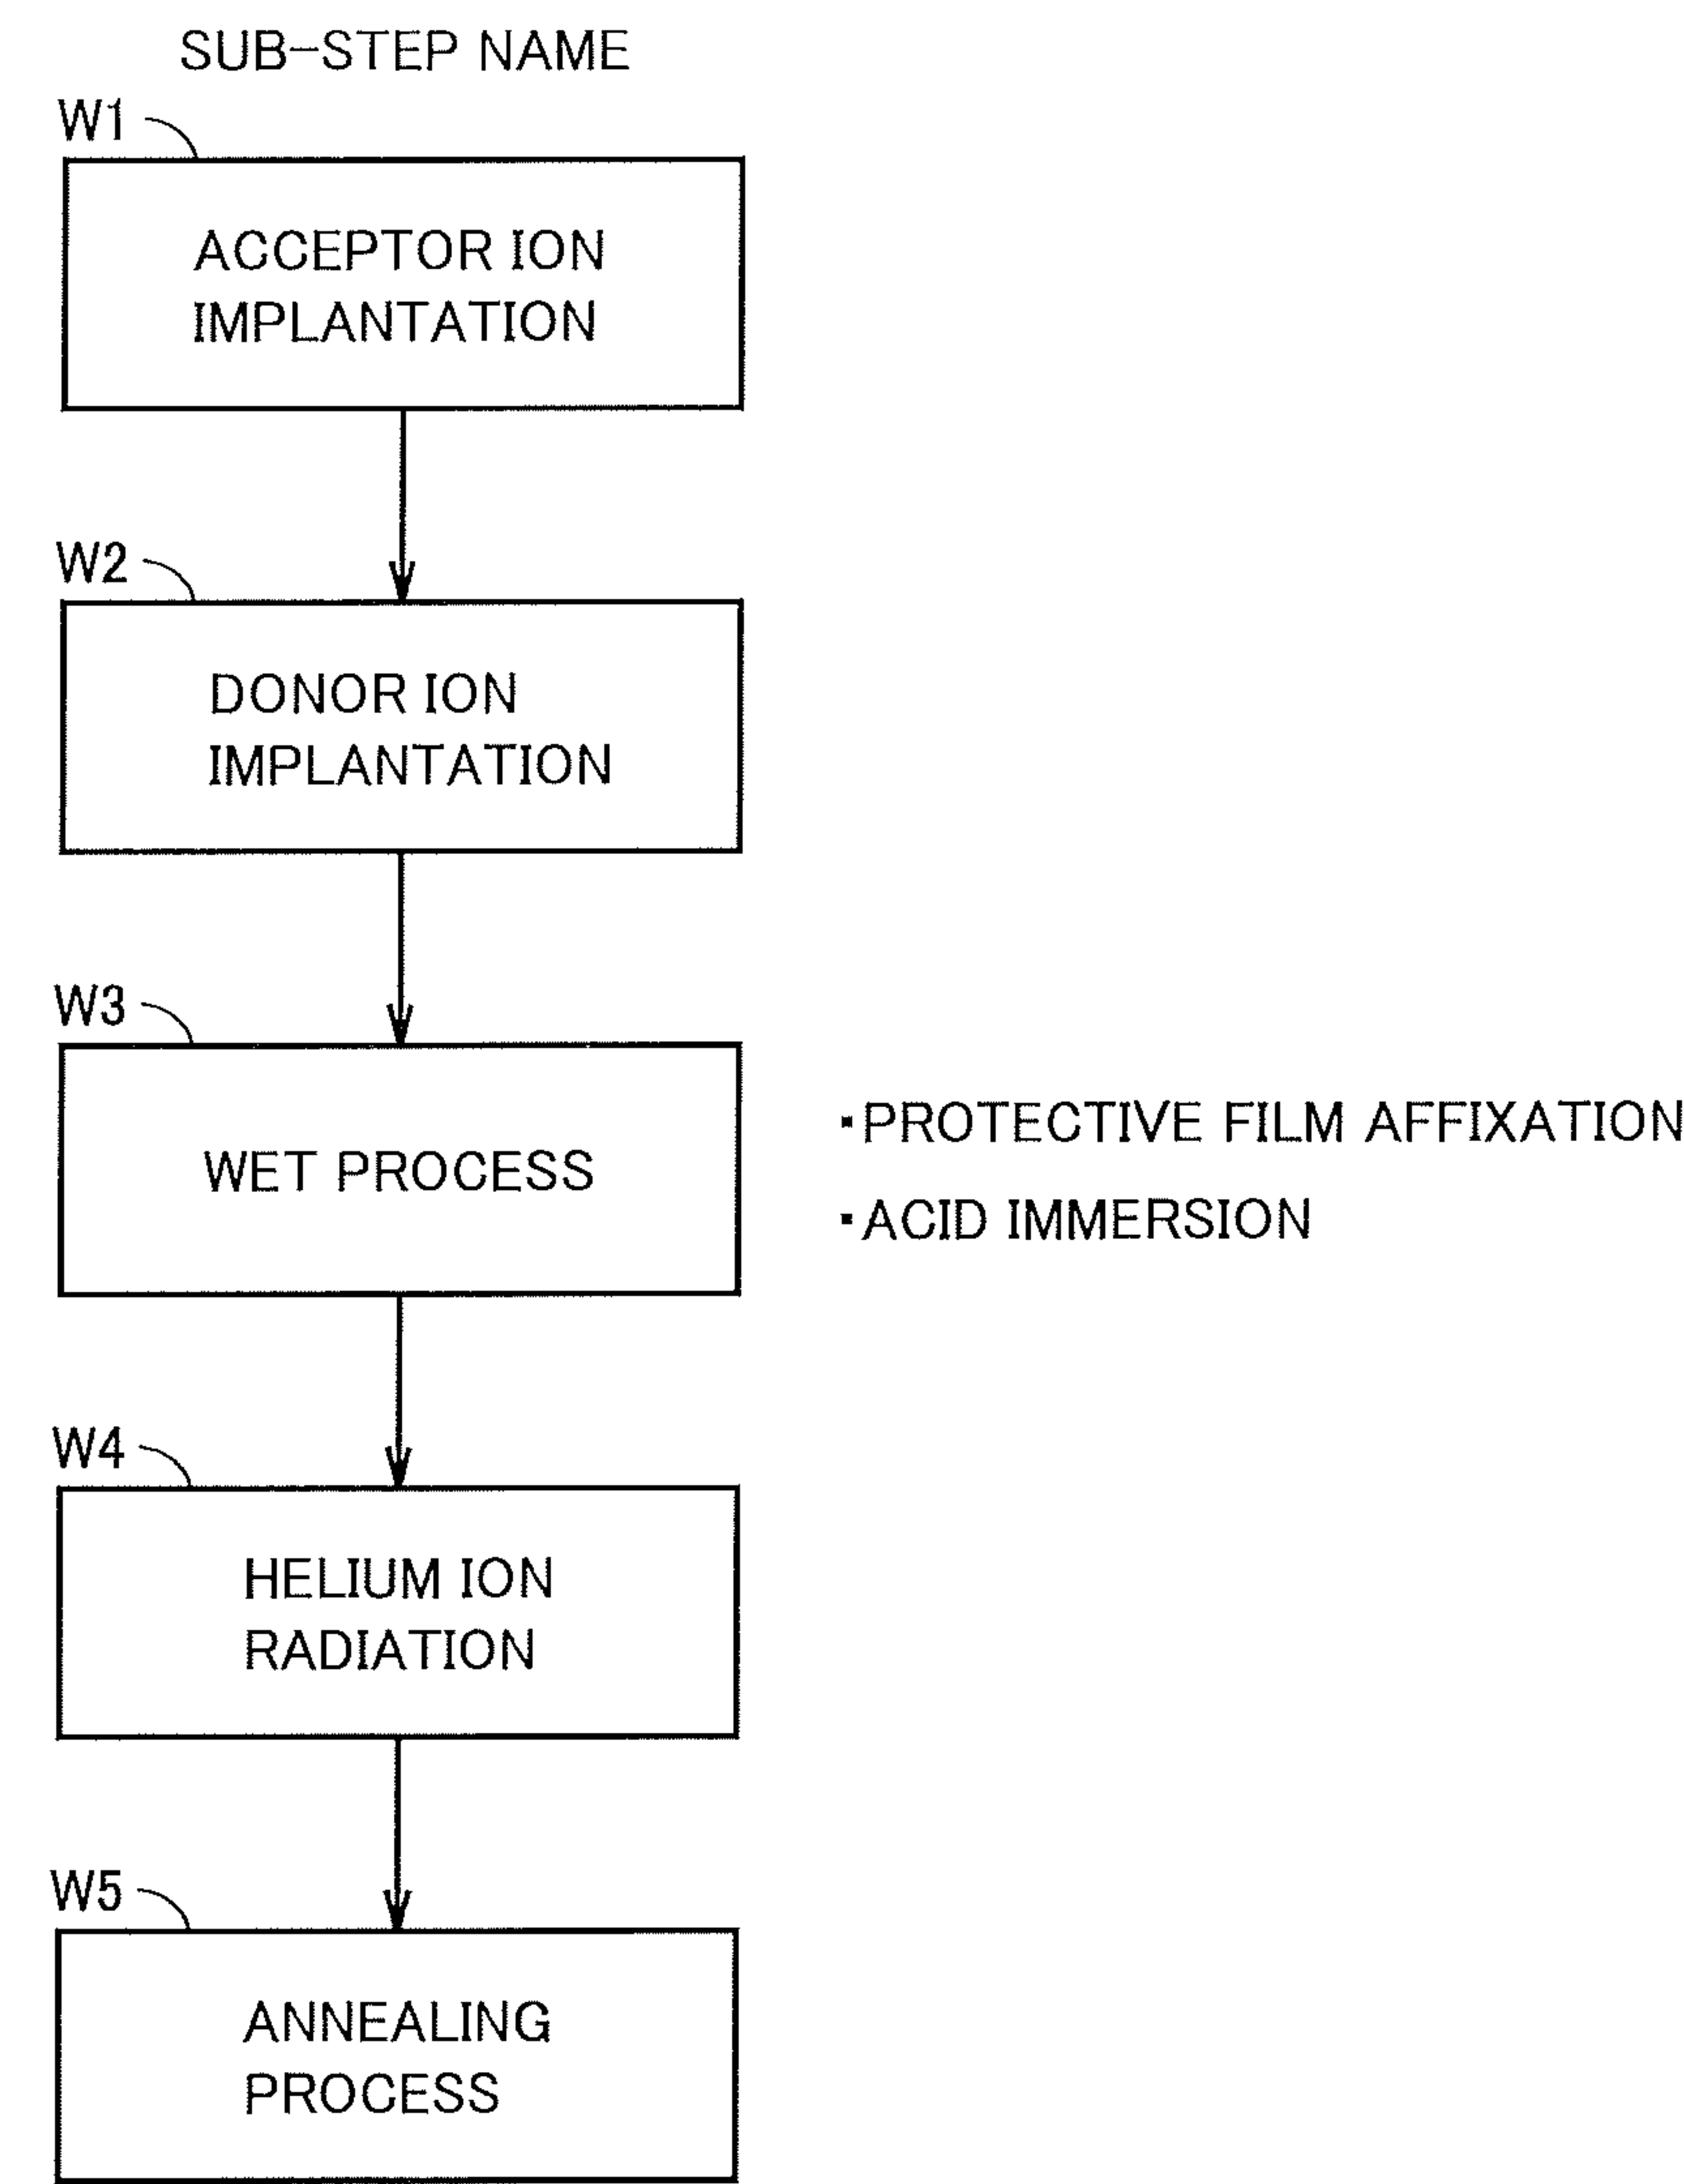 SUB-STEP NAME
W1
ACCEPTOR ION
IMPLANTATION
W2
DONOR ION
IMPLANTATION
W3
WET PROCESS
▪PROTECTIVE FILM AFFIXATION
▪ACID IMMERSION
W4
HELIUM ION
RADIATION
W5
ANNEALING
PROCESS